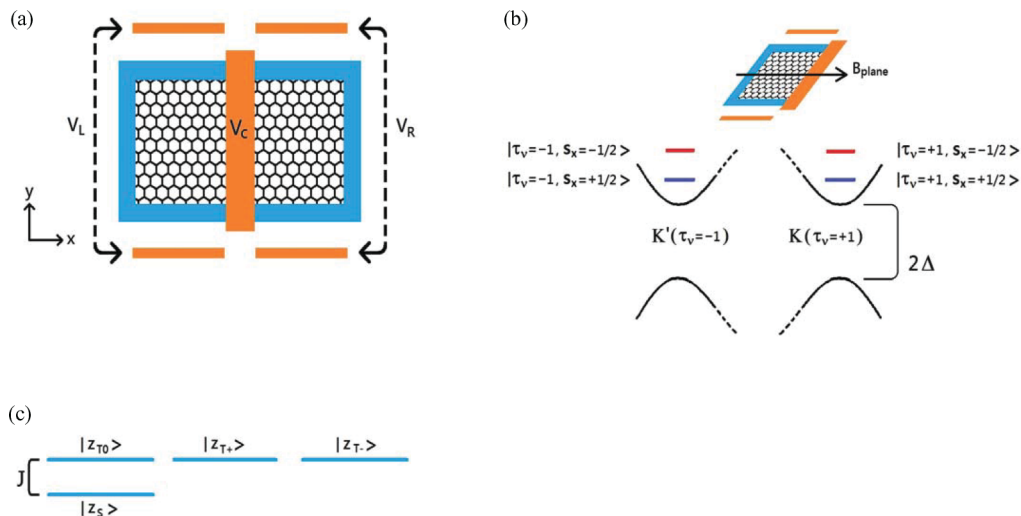 (a)
V_L
V_C
V_R
y
x
(b)
B_plane
|τ_v=-1, s_x=-1/2>
|τ_v=+1, s_x=-1/2>
|τ_v=-1, s_x=+1/2>
|τ_v=+1, s_x=+1/2>
K'(τ_v=-1)
K(τ_v=+1)
2Δ
(c)
|z_T0>
|z_T+>
|z_T->
J
|z_S>